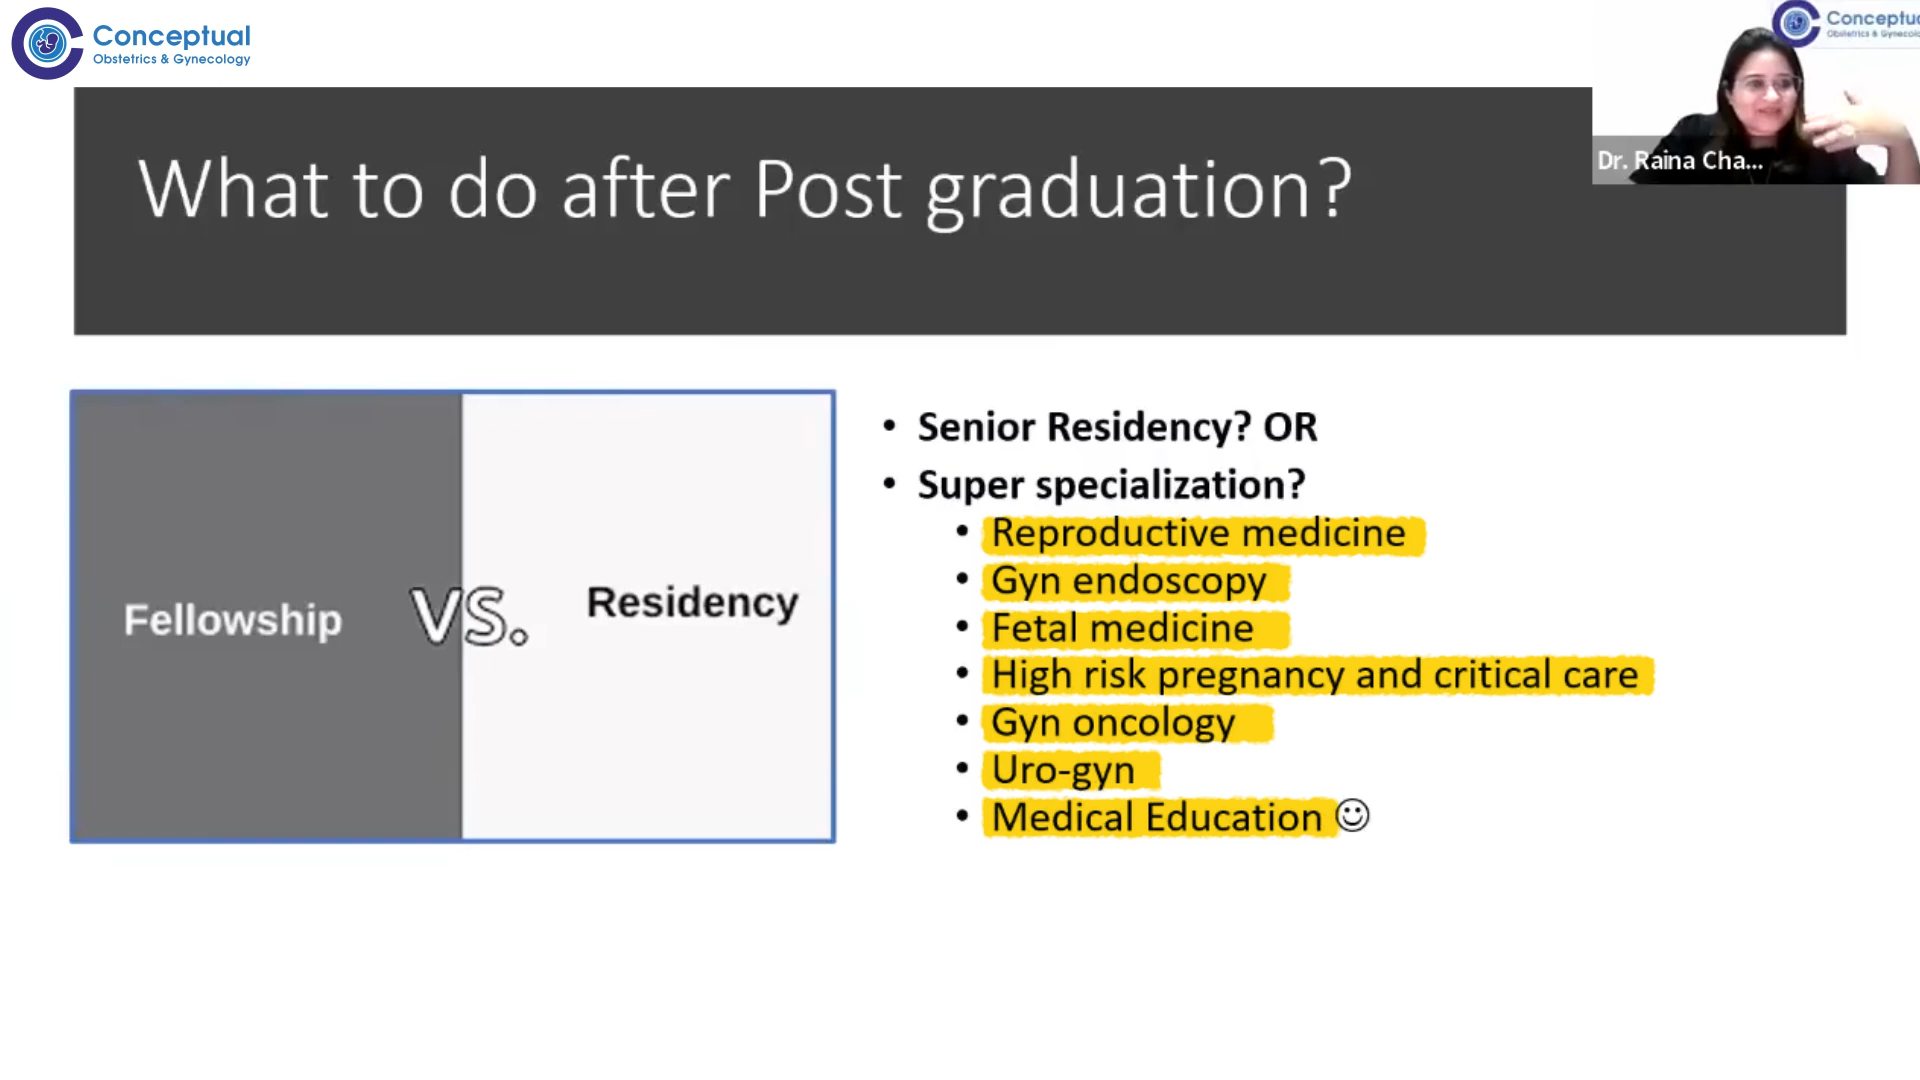 Conceptual
Obstetrics & Gynecology
Conceptu
Obstetrics & Gynecolo
Dr. Raina Cha...
What to do after Post graduation?
Fellowship VS. Residency
• Senior Residency? OR
• Super specialization?
• Reproductive medicine
• Gyn endoscopy
• Fetal medicine
• High risk pregnancy and critical care
• Gyn oncology
• Uro-gyn
• Medical Education ☺